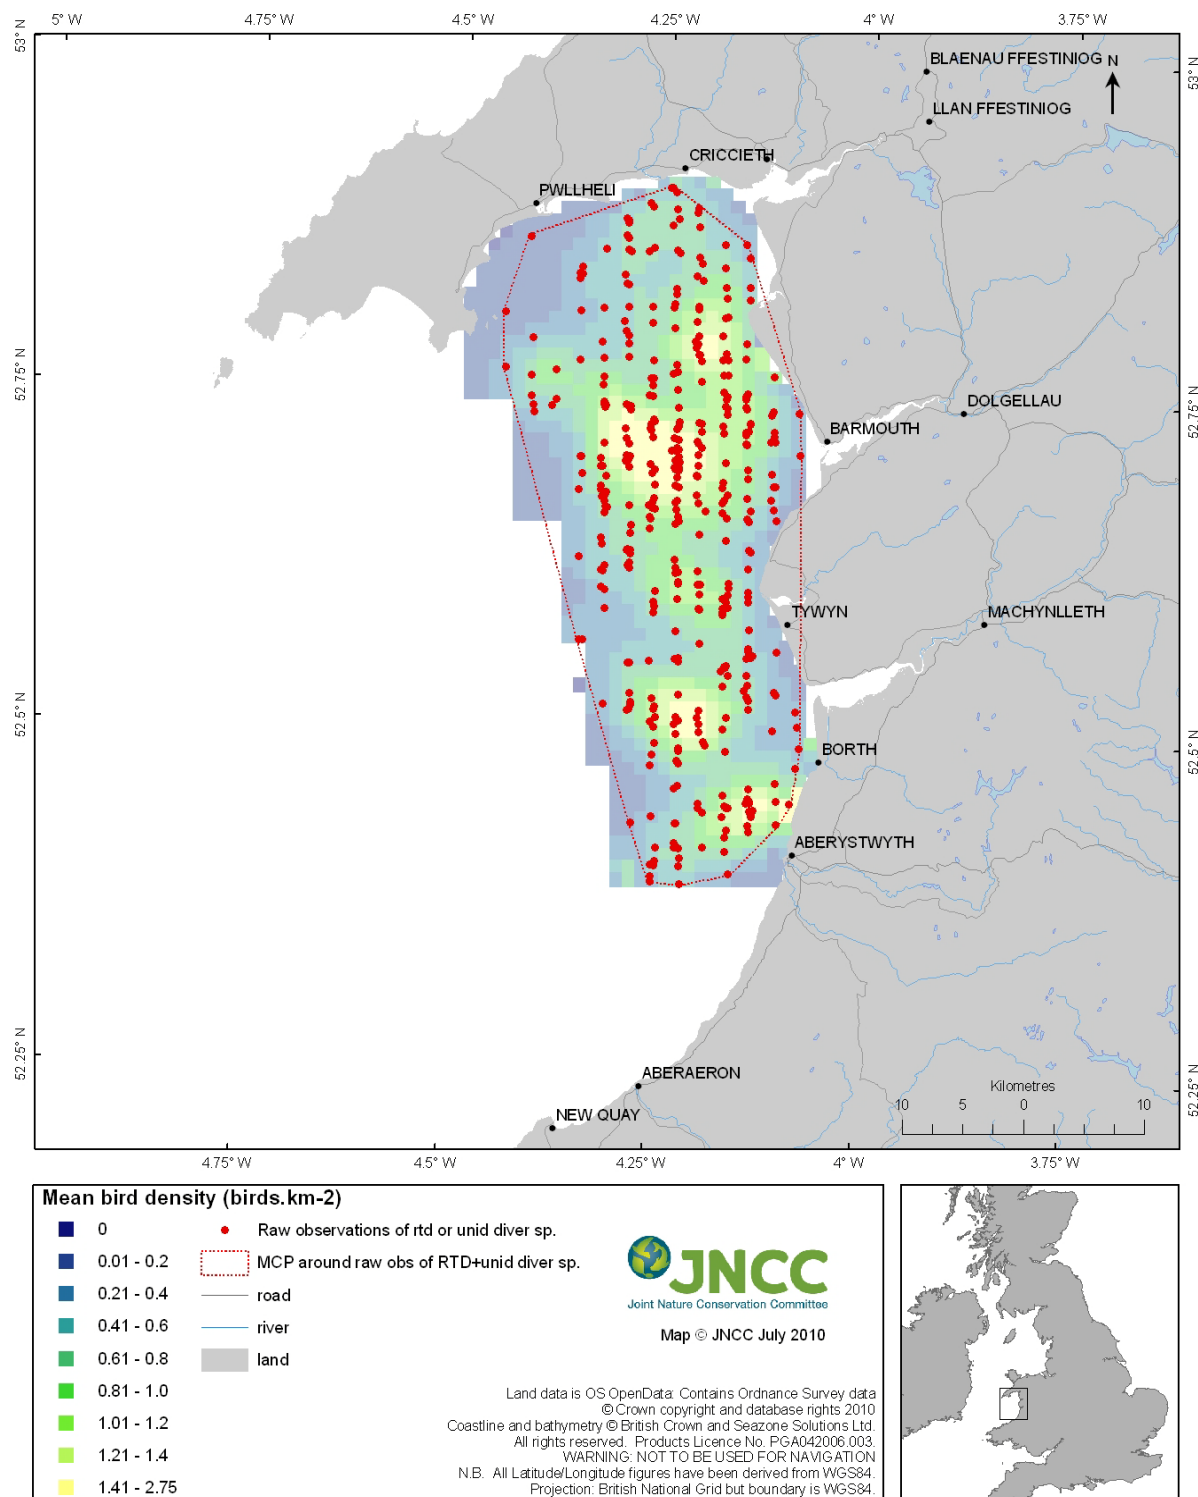 5° W 4.75° W 4.5° W 4.25° W 4° W 3.75° W
53° N
53° N
BLAENAU FFESTINIOG
N
LLAN FFESTINIOG
CRICCIETH
PWLLHELI
52.75° N
52.75° N
DOLGELLAU
BARMOUTH
TYWYN
MACHYNLLETH
52.5° N
52.5° N
BORTH
ABERYSTWYTH
52.25° N
52.25° N
ABERAERON
NEW QUAY
Kilometres
10 5 0 10
4.75° W 4.5° W 4.25° W 4° W 3.75° W
Mean bird density (birds.km-2)
0
0.01 - 0.2
0.21 - 0.4
0.41 - 0.6
0.61 - 0.8
0.81 - 1.0
1.01 - 1.2
1.21 - 1.4
1.41 - 2.75
Raw observations of rtd or unid diver sp.
MCP around raw obs of RTD+unid diver sp.
road
river
land
JNCC
Joint Nature Conservation Committee
Map © JNCC July 2010
Land data is OS OpenData: Contains Ordnance Survey data
© Crown copyright and database rights 2010
Coastline and bathymetry © British Crown and Seazone Solutions Ltd.
All rights reserved. Products Licence No. PGA042006.003.
WARNING: NOT TO BE USED FOR NAVIGATION
N.B. All Latitude/Longitude figures have been derived from WGS84.
Projection: British National Grid but boundary is WGS84.